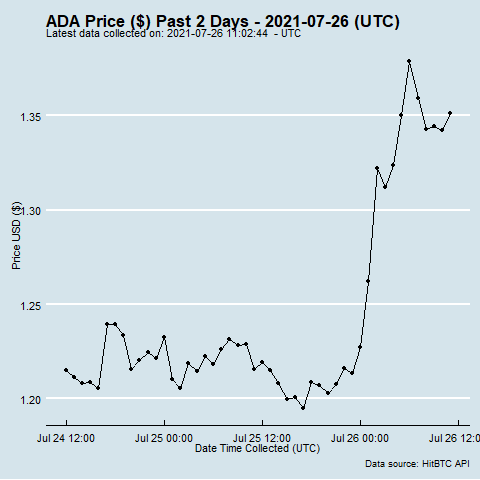 ADA Price ($) Past 2 Days - 2021-07-26 (UTC)
Latest data collected on: 2021-07-26 11:02:44  - UTC
Price USD ($)
1.35
1.30
1.25
1.20
Jul 24 12:00 Jul 25 00:00 Jul 25 12:00 Jul 26 00:00 Jul 26 12:00
Date Time Collected (UTC)
Data source: HitBTC API